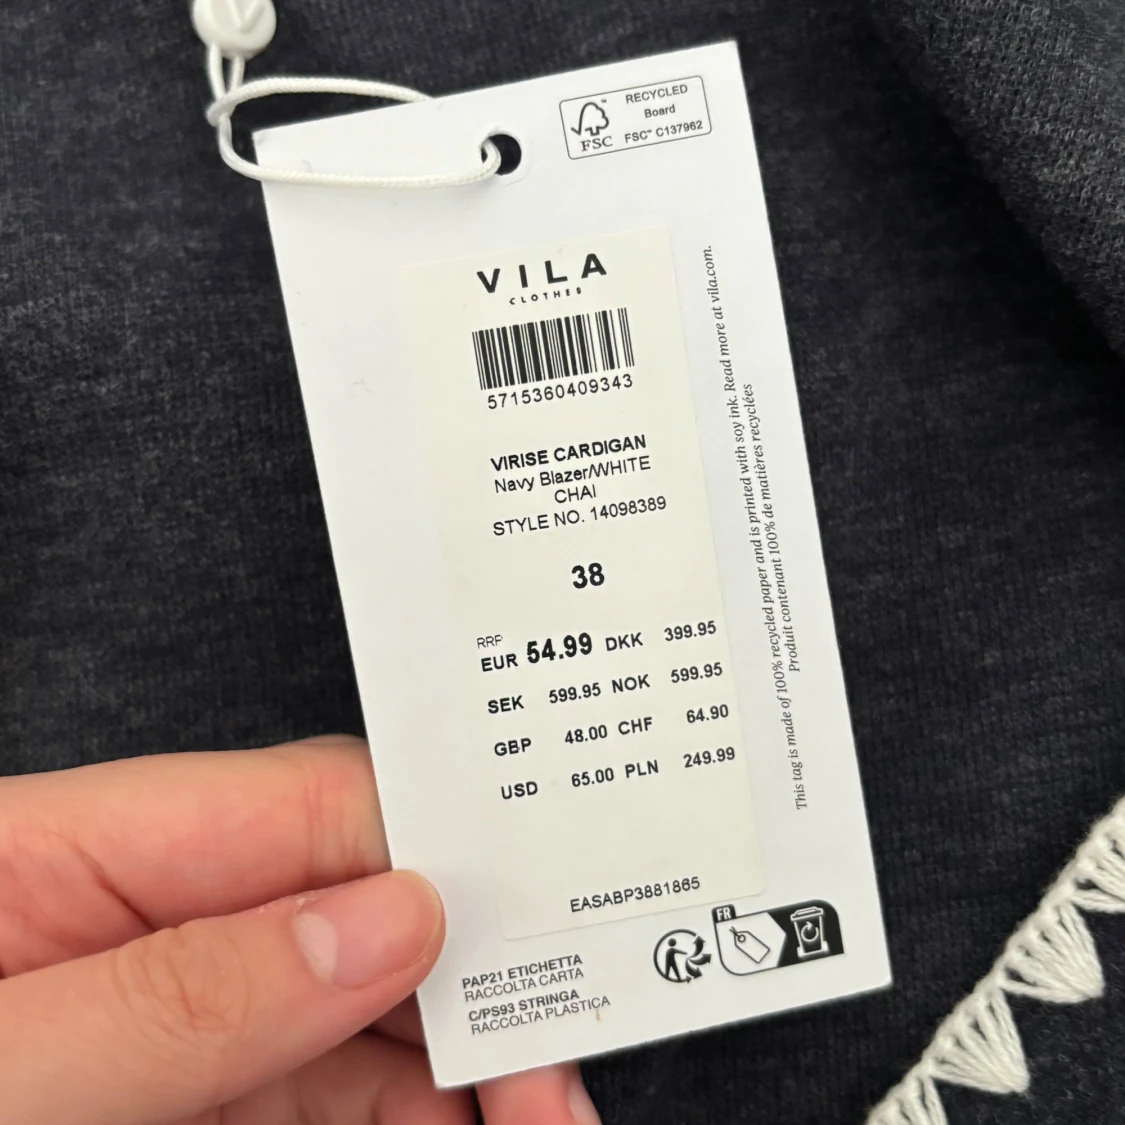 RECYCLED
Board
FSC™ C137962
FSC
VILA
CLOTHES
5715360409343
VIRISE CARDIGAN
Navy Blazer/WHITE
CHAI
STYLE NO. 14098389
38
RRP
EUR 54.99 DKK 399.95
SEK 599.95 NOK 599.95
GBP 48.00 CHF 64.90
USD 65.00 PLN 249.99
EASABP3881865
This tag is made of 100% recycled paper and is printed with soy ink. Read more at vila.com.
Produit contenant 100% de matières recyclées
FR
PAP21 ETICHETTA
RACCOLTA CARTA
C/PS93 STRINGA
RACCOLTA PLASTICA